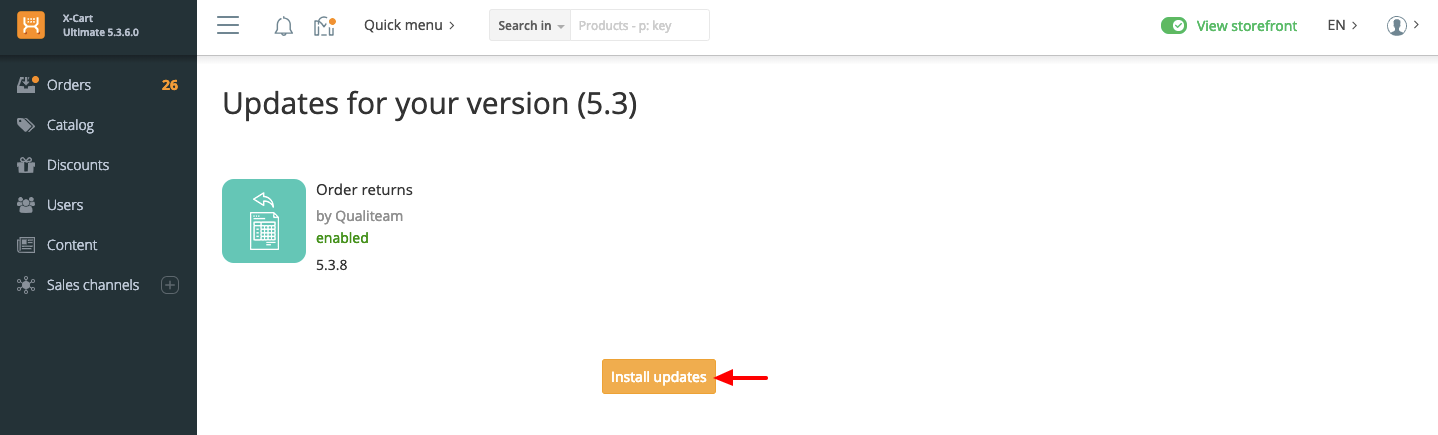 X-Cart
Ultimate 5.3.6.0
Quick menu
Search in
Products - p: key
View storefront
EN
Orders 26
Catalog
Discounts
Users
Content
Sales channels
Updates for your version (5.3)
Order returns
by Qualiteam
enabled
5.3.8
Install updates